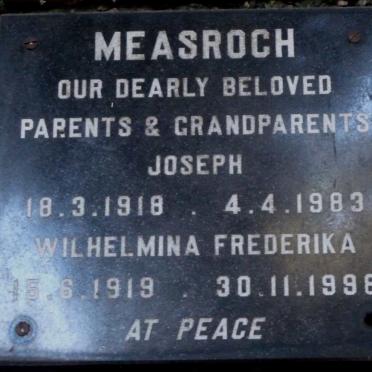 MEASROCH
OUR DEARLY BELOVED
PARENTS & GRANDPARENTS
JOSEPH
18.3.1918 . 4.4.1983
WILHELMINA FREDERIKA
.6.1919 . 30.11.1998
AT PEACE